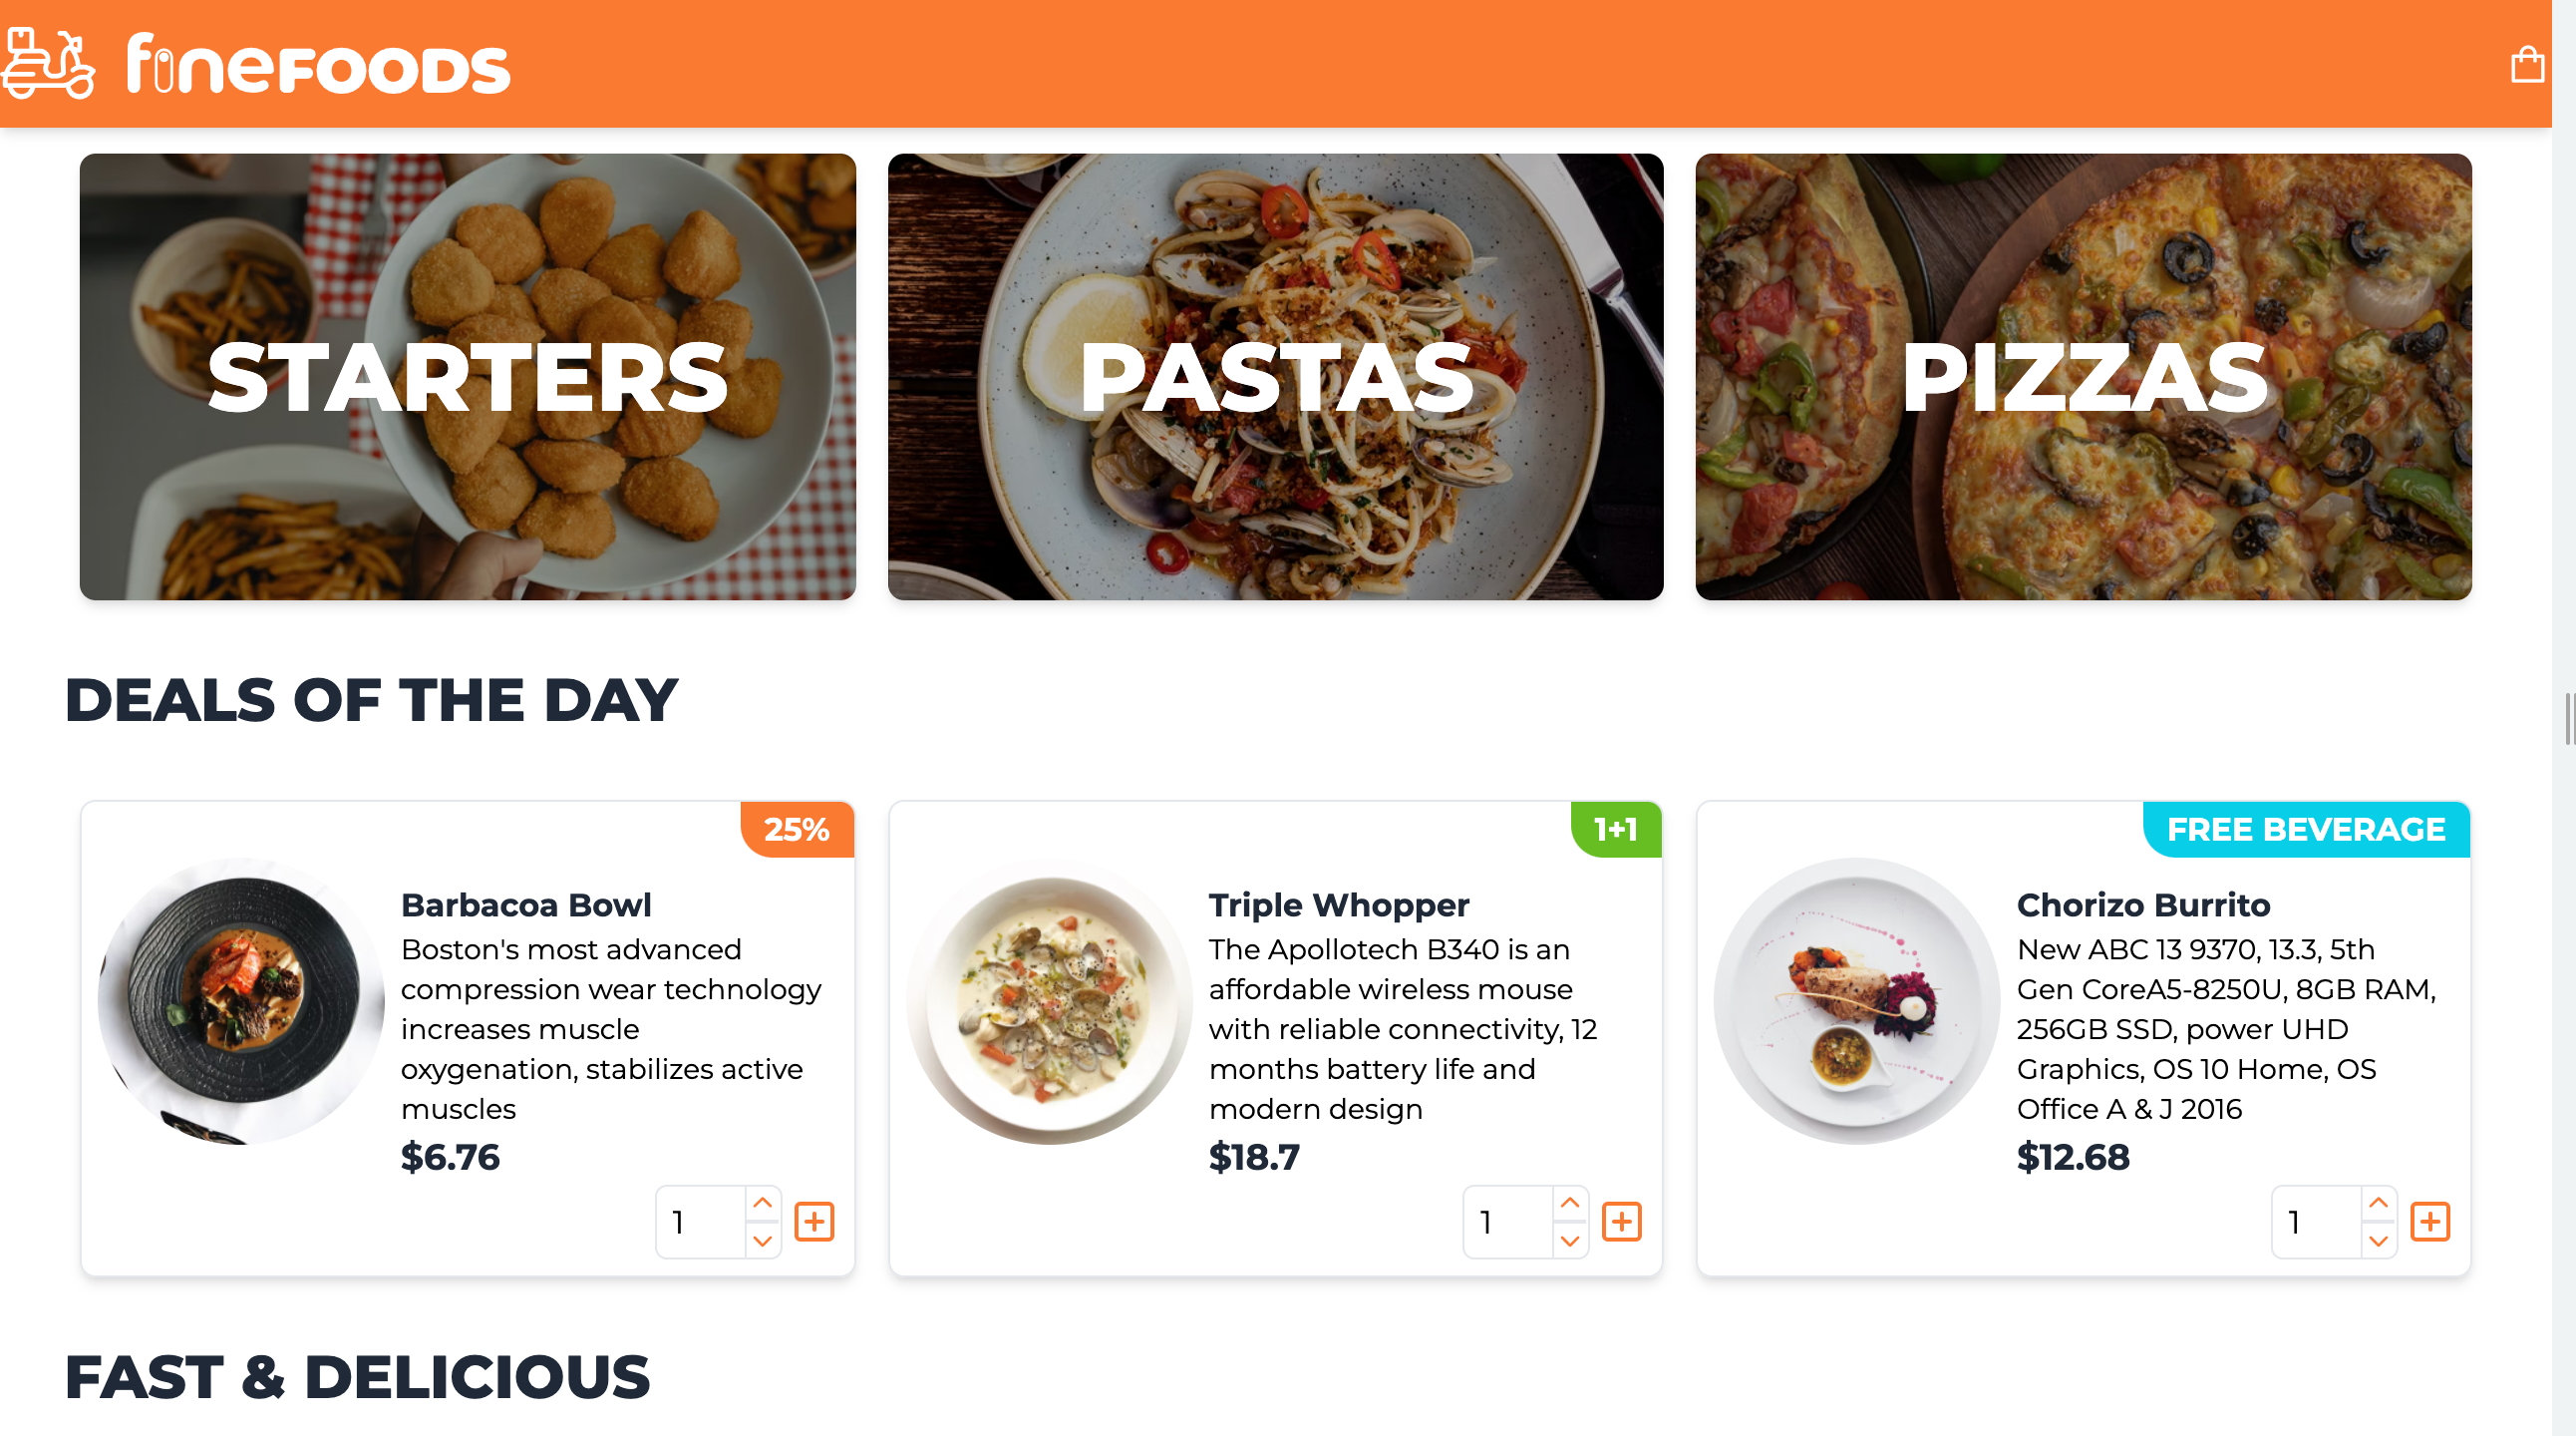 fineFOODS
STARTERS
PASTAS
PIZZAS
DEALS OF THE DAY
25%
Barbacoa Bowl
Boston's most advanced
compression wear technology
increases muscle
oxygenation, stabilizes active
muscles
$6.76
1
1+1
Triple Whopper
The Apollotech B340 is an
affordable wireless mouse
with reliable connectivity, 12
months battery life and
modern design
$18.7
1
FREE BEVERAGE
Chorizo Burrito
New ABC 13 9370, 13.3, 5th
Gen CoreA5-8250U, 8GB RAM,
256GB SSD, power UHD
Graphics, OS 10 Home, OS
Office A & J 2016
$12.68
1
FAST & DELICIOUS